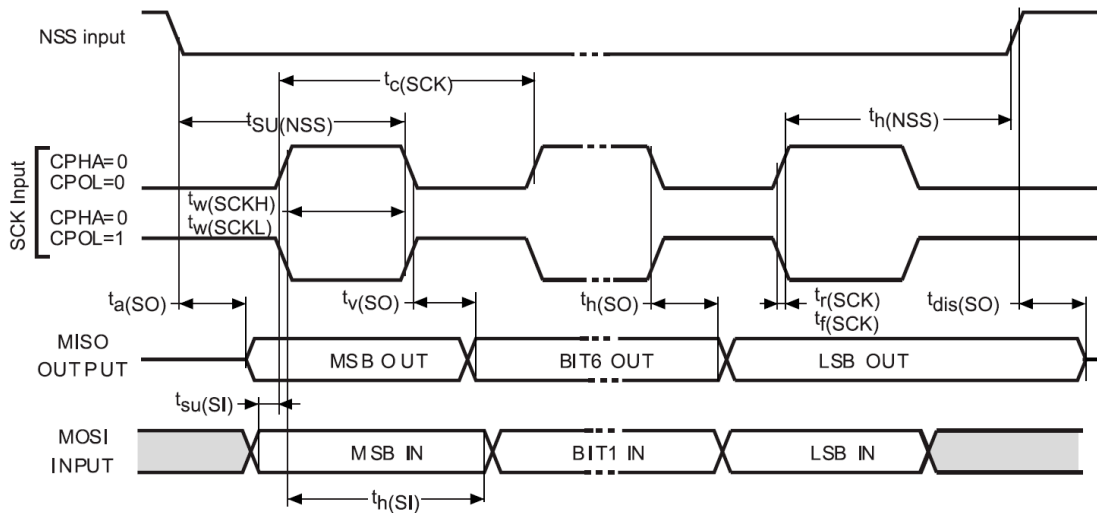 NSS input
tc(SCK)
tSU(NSS)
th(NSS)
SCK Input
CPHA=0
CPOL=0
CPHA=0
CPOL=1
tw(SCKH)
tw(SCKL)
ta(SO)
tv(SO)
th(SO)
tr(SCK)
tf(SCK)
tdis(SO)
MISO
OUTPUT
MSB OUT
BIT6 OUT
LSB OUT
tsu(SI)
MOSI
INPUT
MSB IN
BIT1 IN
LSB IN
th(SI)